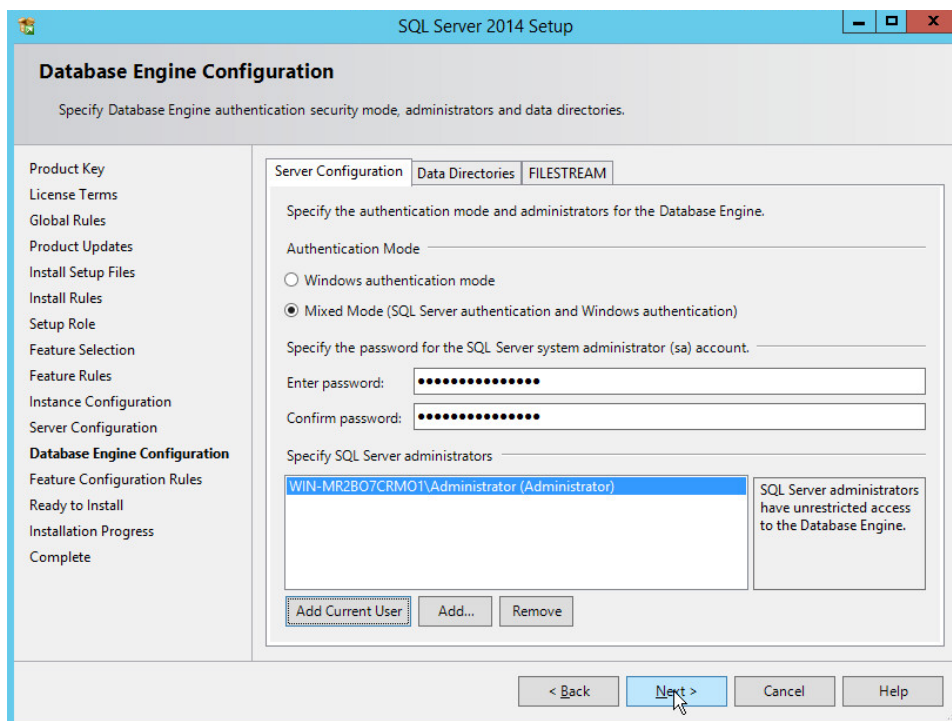 SQL Server 2014 Setup
Database Engine Configuration
Specify Database Engine authentication security mode, administrators and data directories.
Product Key
License Terms
Global Rules
Product Updates
Install Setup Files
Install Rules
Setup Role
Feature Selection
Feature Rules
Instance Configuration
Server Configuration
Database Engine Configuration
Feature Configuration Rules
Ready to Install
Installation Progress
Complete
Server Configuration
Data Directories
FILESTREAM
Specify the authentication mode and administrators for the Database Engine.
Authentication Mode
Windows authentication mode
Mixed Mode (SQL Server authentication and Windows authentication)
Specify the password for the SQL Server system administrator (sa) account.
Enter password: ●●●●●●●●●●●●●●●
Confirm password: ●●●●●●●●●●●●●●●
Specify SQL Server administrators
WIN-MR2BO7CRMO1\Administrator (Administrator)
SQL Server administrators
have unrestricted access
to the Database Engine.
Add Current User
Add...
Remove
< Back
Next >
Cancel
Help